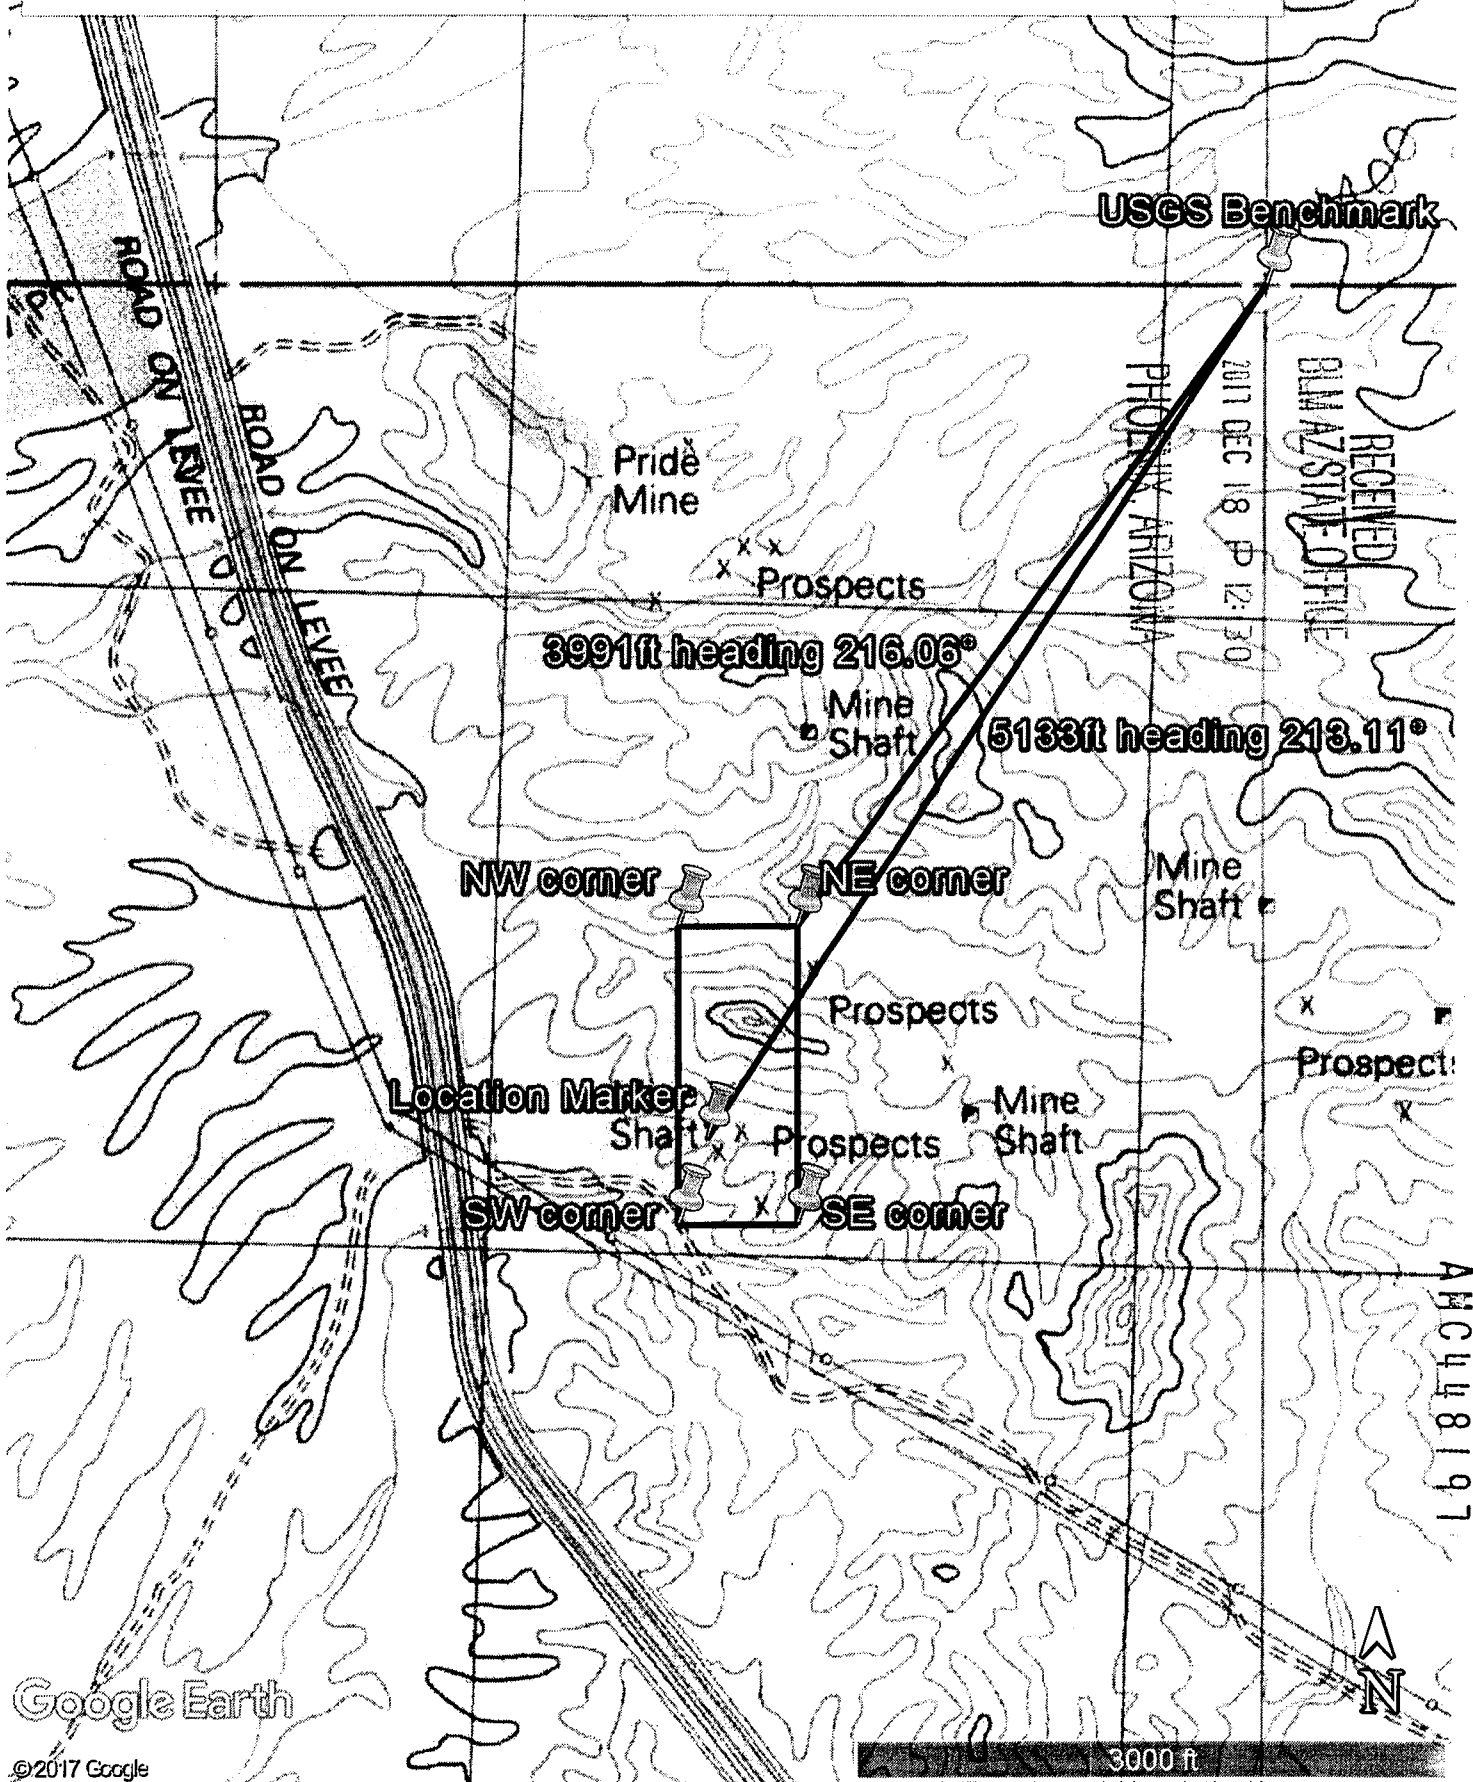 USGS Benchmark
ROAD ON LEVEE
ROAD ON LEVEE
RECEIVED
BLM AZ STATE OFFICE
2017 DEC 18 P 12:30
PHOENIX ARIZONA
Pride
Mine
Prospects
3991ft heading 216.06°
Mine
Shaft
5133ft heading 213.11°
NW corner
NE corner
Mine
Shaft
Prospects
Prospects
Location Marker
Shaft
Prospects
Mine
Shaft
SW corner
SE corner
AMC448197
N
Google Earth
©2017 Google
3000 ft